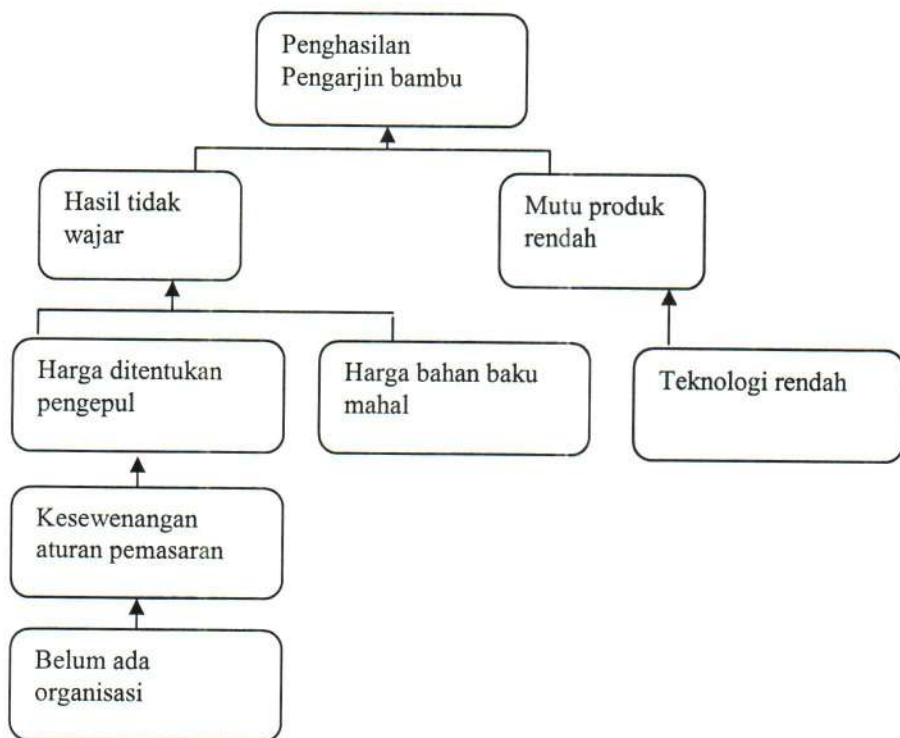 Penghasilan
Pengarjin bambu
Hasil tidak
wajar
Mutu produk
rendah
Harga ditentukan
pengepul
Harga bahan baku
mahal
Teknologi rendah
Kesewenangan
aturan pemasaran
Belum ada
organisasi